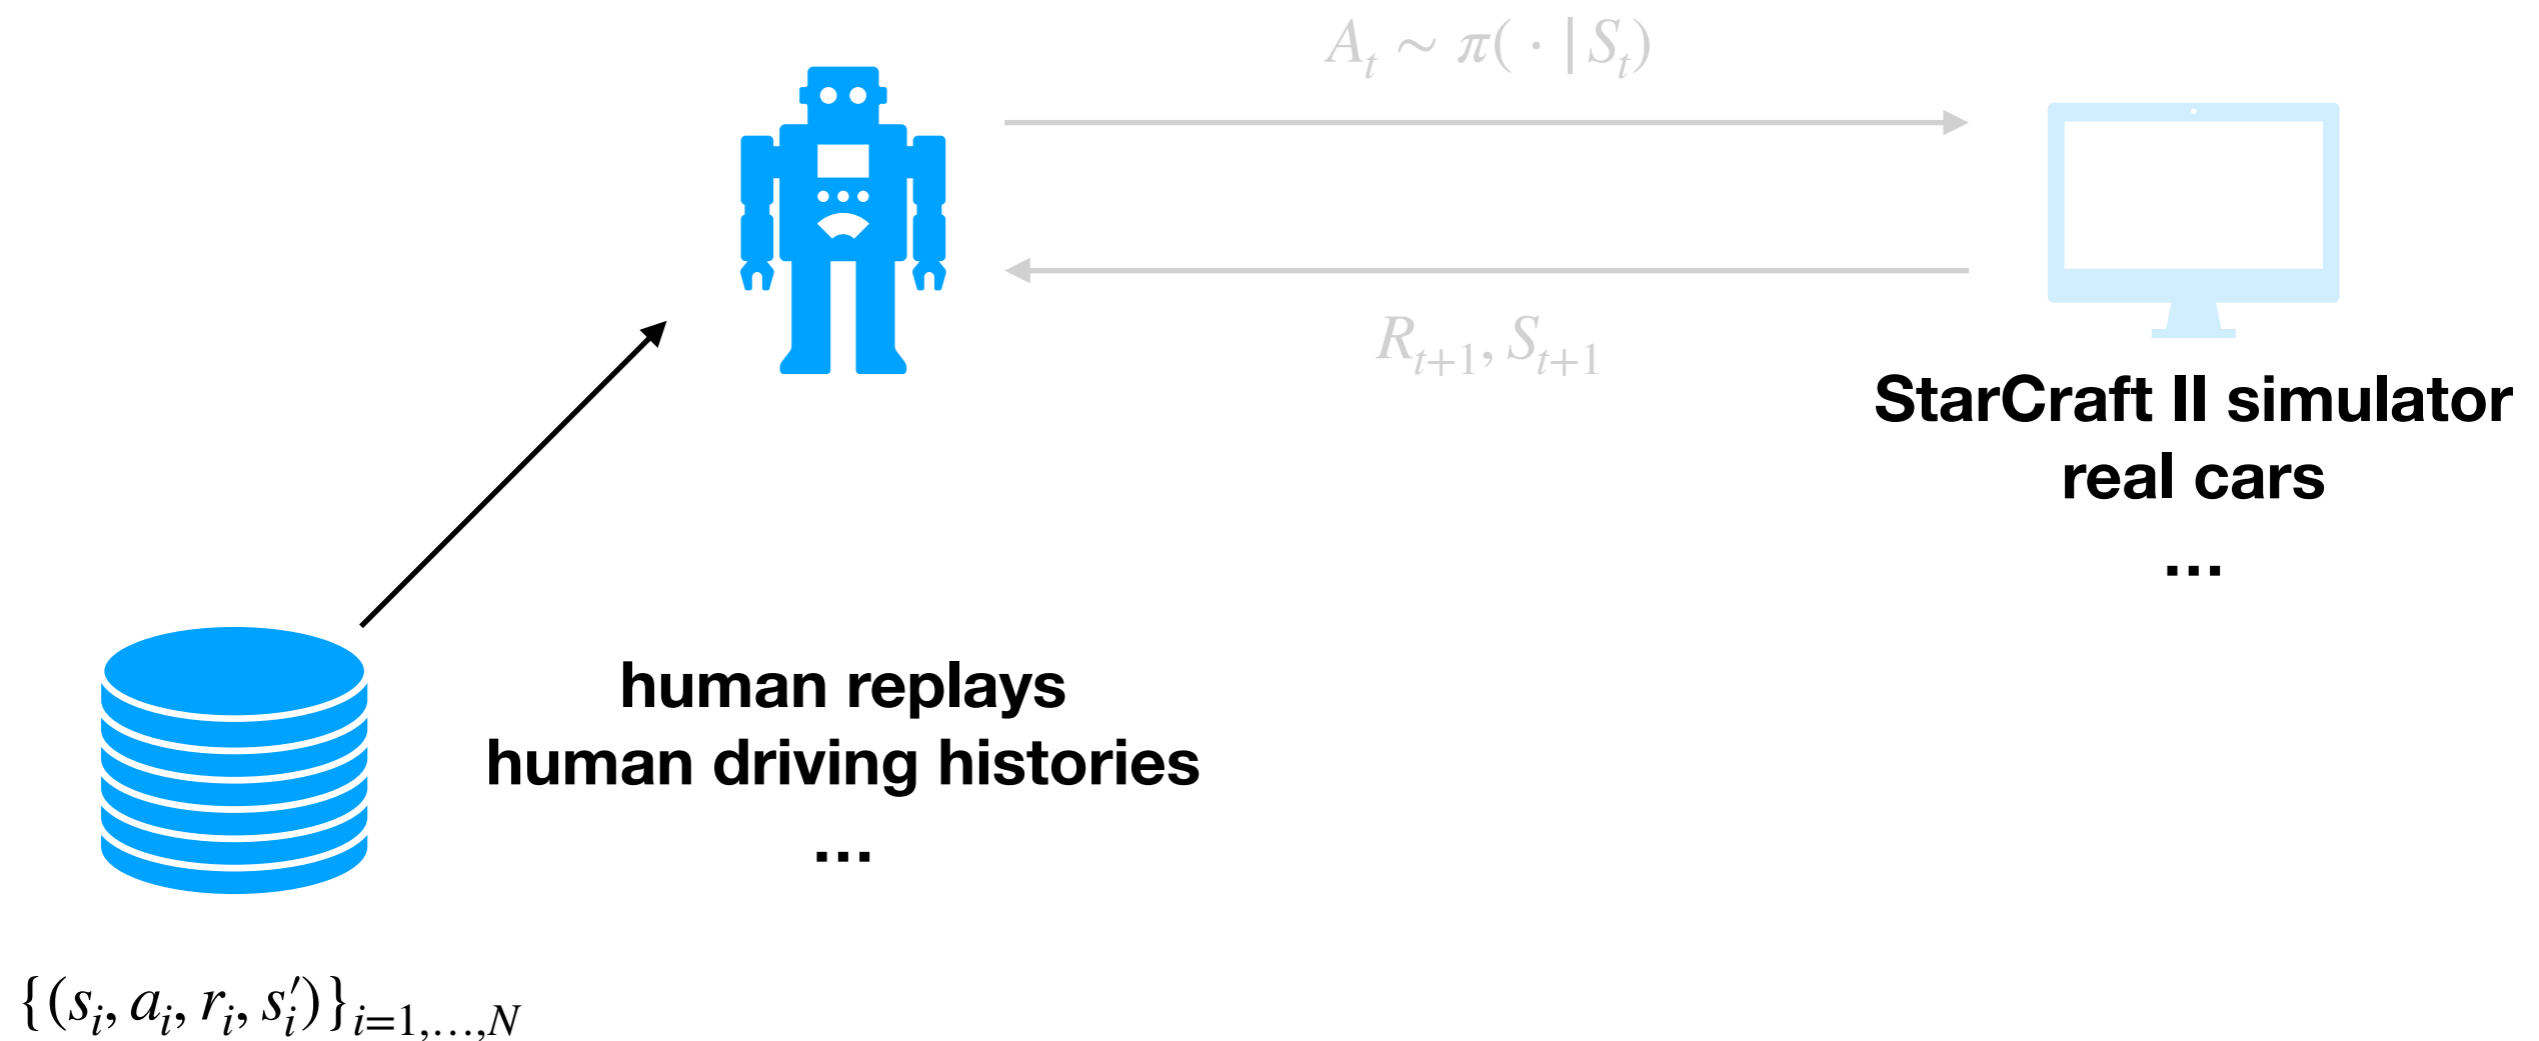 A_t ∼ π( · | S_t)
R_{t+1}, S_{t+1}
StarCraft II simulator
real cars
...
human replays
human driving histories
...
{(s_i, a_i, r_i, s′_i)}_{i=1,…,N}